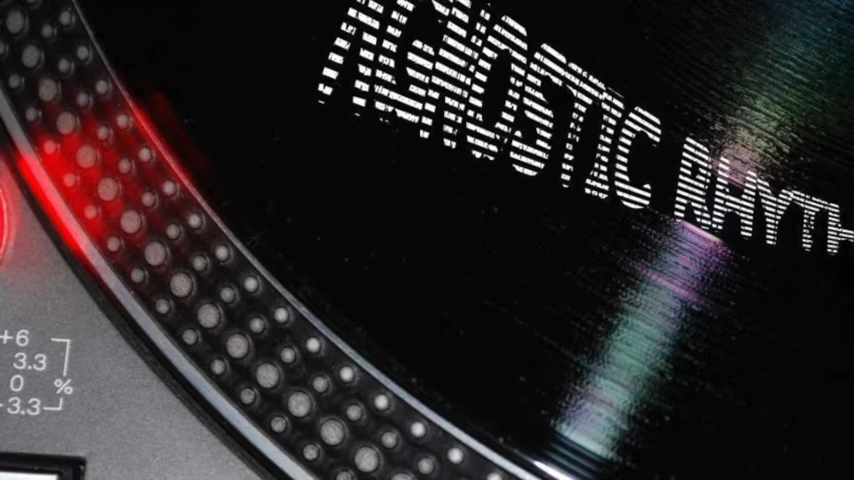 AGNOSTIC RHYTH
+6
3.3
0 %
-3.3